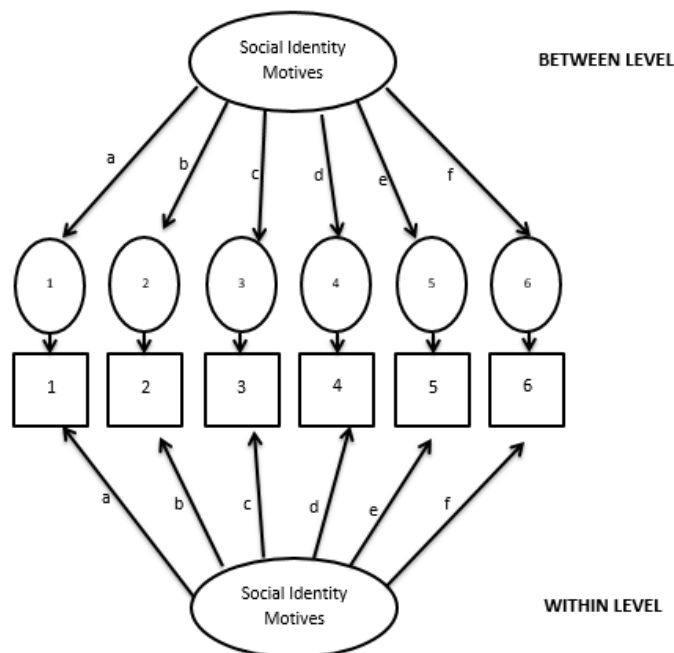 Social Identity
Motives
BETWEEN LEVEL
a
b
c
d
e
f
1
2
3
4
5
6
1
2
3
4
5
6
a
b
c
d
e
f
Social Identity
Motives
WITHIN LEVEL